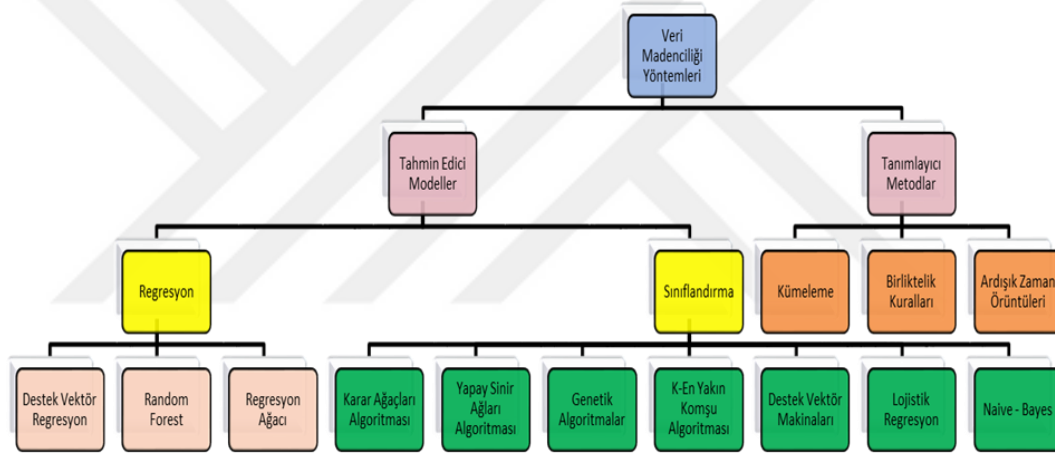 Veri
Madenciliği
Yöntemleri
Tahmin Edici
Modeller
Tanımlayıcı
Metodlar
Regresyon
Sınıflandırma
Kümeleme
Birliktelik
Kuralları
Ardışık Zaman
Örüntüleri
Destek Vektör
Regresyon
Random
Forest
Regresyon
Ağacı
Karar Ağaçları
Algoritması
Yapay Sinir
Ağları
Algoritması
Genetik
Algoritmalar
K-En Yakın
Komşu
Algoritması
Destek Vektör
Makinaları
Lojistik
Regresyon
Naive - Bayes